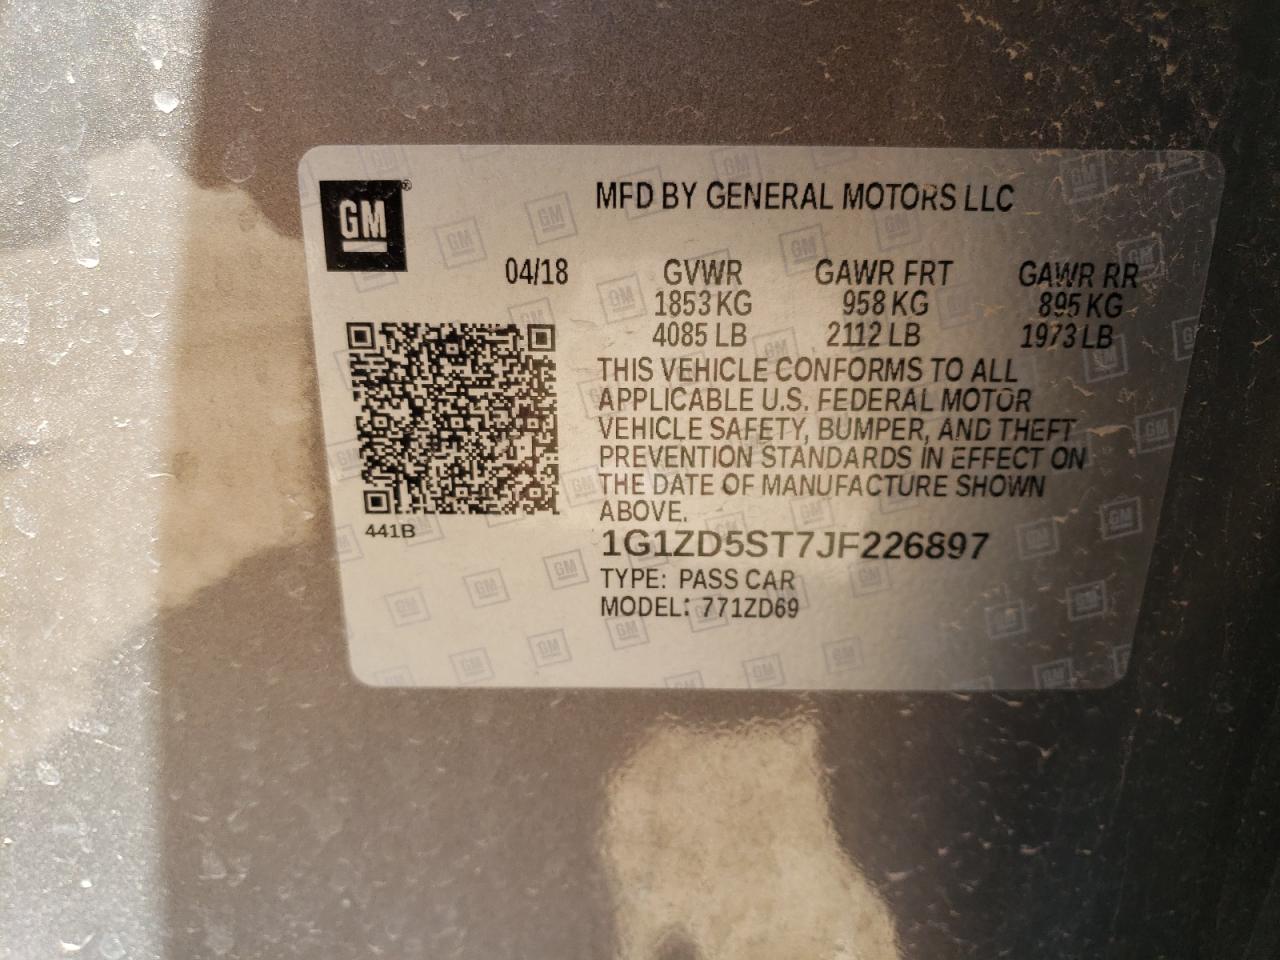 GM®
MFD BY GENERAL MOTORS LLC
04/18 GVWR GAWR FRT GAWR RR
1853 KG 958 KG 895 KG
4085 LB 2112 LB 1973 LB
THIS VEHICLE CONFORMS TO ALL
APPLICABLE U.S. FEDERAL MOTOR
VEHICLE SAFETY, BUMPER, AND THEFT
PREVENTION STANDARDS IN EFFECT ON
THE DATE OF MANUFACTURE SHOWN
ABOVE.
441B
1G1ZD5ST7JF226897
TYPE: PASS CAR
MODEL: 771ZD69